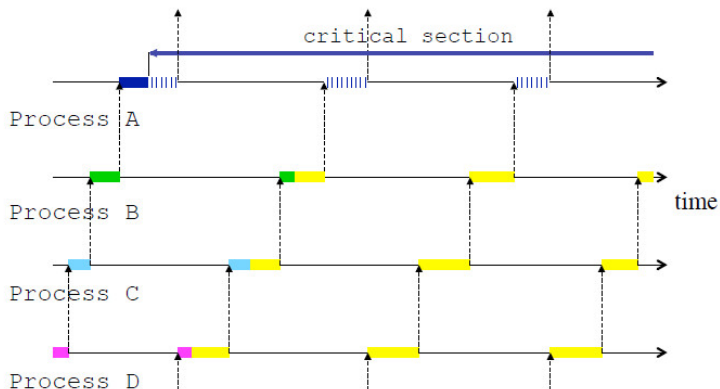 critical section
Process A
Process B
time
Process C
Process D